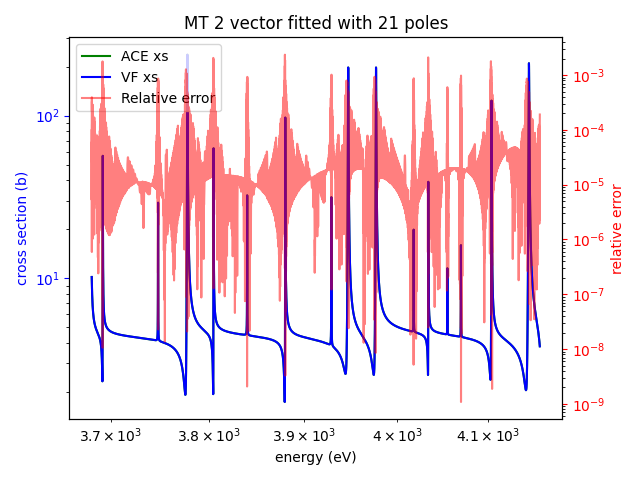 MT 2 vector fitted with 21 poles
ACE xs
VF xs
Relative error
cross section (b)
10²
10¹
relative error
10⁻³
10⁻⁴
10⁻⁵
10⁻⁶
10⁻⁷
10⁻⁸
10⁻⁹
3.7 × 10³ 3.8 × 10³ 3.9 × 10³ 4 × 10³ 4.1 × 10³
energy (eV)